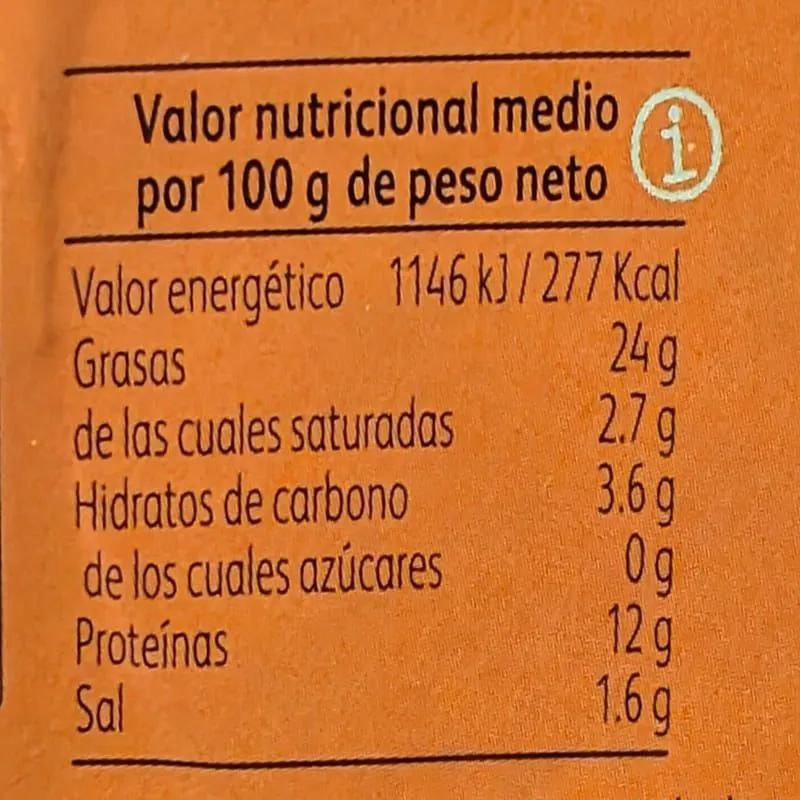 Valor nutricional medio
por 100 g de peso neto
i
Valor energético 1146 kJ / 277 Kcal
Grasas 24 g
de las cuales saturadas 2.7 g
Hidratos de carbono 3.6 g
de los cuales azúcares 0 g
Proteínas 12 g
Sal 1.6 g